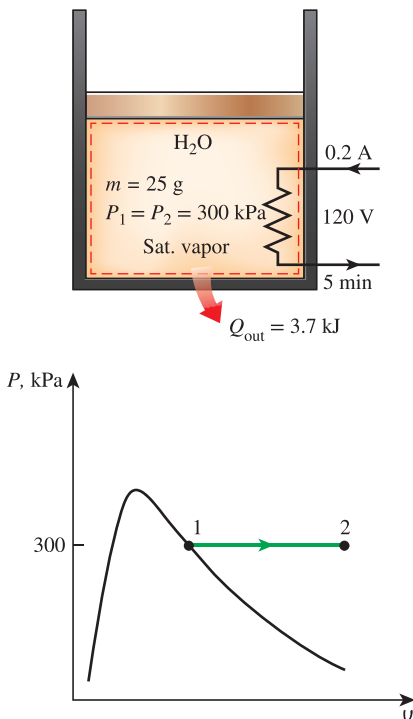 H₂O
0.2 A
m = 25 g
P₁ = P₂ = 300 kPa
120 V
Sat. vapor
5 min
Q_out = 3.7 kJ
P, kPa
1
2
300
υ